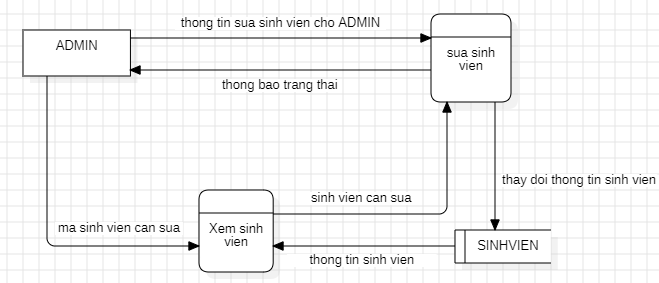 thong tin sua sinh vien cho ADMIN
ADMIN
sua sinh
vien
thong bao trang thai
thay doi thong tin sinh vien
sinh vien can sua
ma sinh vien can sua
Xem sinh
vien
SINHVIEN
thong tin sinh vien